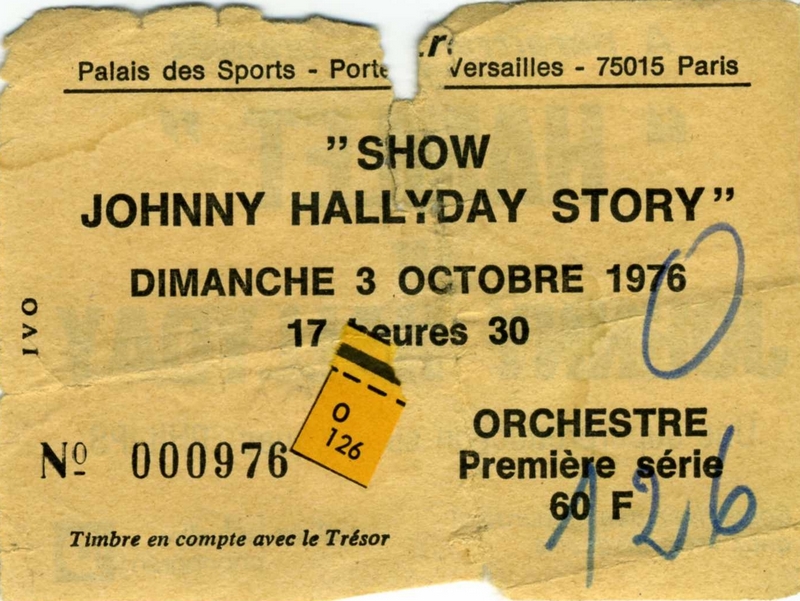 Palais des Sports - Porte Versailles - 75015 Paris
"SHOW
JOHNNY HALLYDAY STORY"
DIMANCHE 3 OCTOBRE 1976
17 heures 30
IVO
O
O
126
ORCHESTRE
Nº 000976
Première série
60 F
126
Timbre en compte avec le Trésor